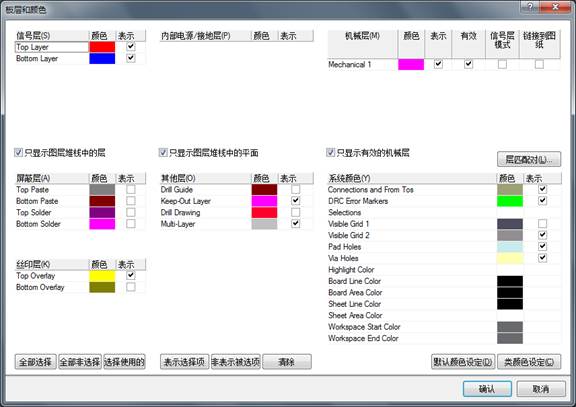 板层和颜色
信号层(S) 颜色 表示
Top Layer
Bottom Layer
内部电源/接地层(P) 颜色 表示
机械层(M) 颜色 表示 有效 信号层模式 链接到图纸
Mechanical 1
只显示图层堆栈中的层
只显示图层堆栈中的平面
只显示有效的机械层
层匹配对(L)...
屏蔽层(A) 颜色 表示
Top Paste
Bottom Paste
Top Solder
Bottom Solder
其他层(O) 颜色 表示
Drill Guide
Keep-Out Layer
Drill Drawing
Multi-Layer
系统颜色(Y) 颜色 表示
Connections and From Tos
DRC Error Markers
Selections
Visible Grid 1
Visible Grid 2
Pad Holes
Via Holes
Highlight Color
Board Line Color
Board Area Color
Sheet Line Color
Sheet Area Color
Workspace Start Color
Workspace End Color
丝印层(K) 颜色 表示
Top Overlay
Bottom Overlay
全部选择 全部非选择 选择使用的 表示选择项 非表示被选项 清除 默认颜色设定(D) 类颜色设定(C)
确认 取消